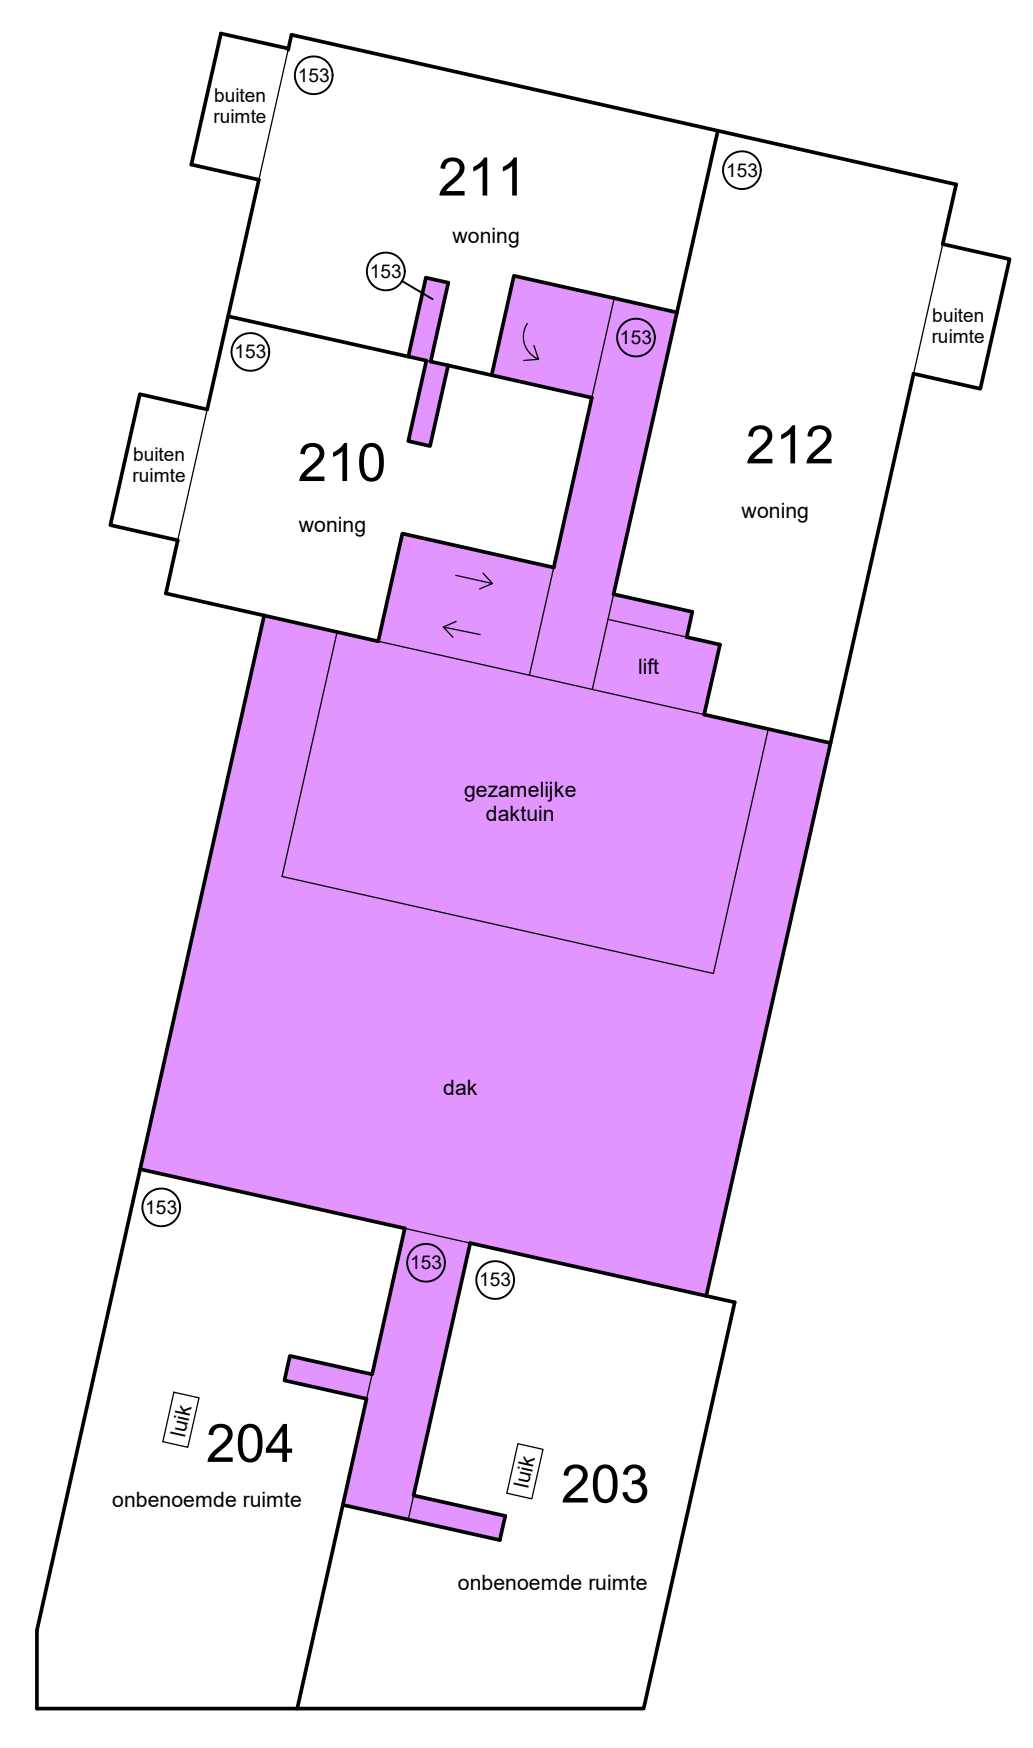 153
buiten
ruimte
211
woning
153
153
153
buiten
ruimte
153
buiten
ruimte
210
woning
212
woning
lift
gezamelijke
daktuin
dak
153
153
153
luik
204
onbenoemde ruimte
luik
203
onbenoemde ruimte